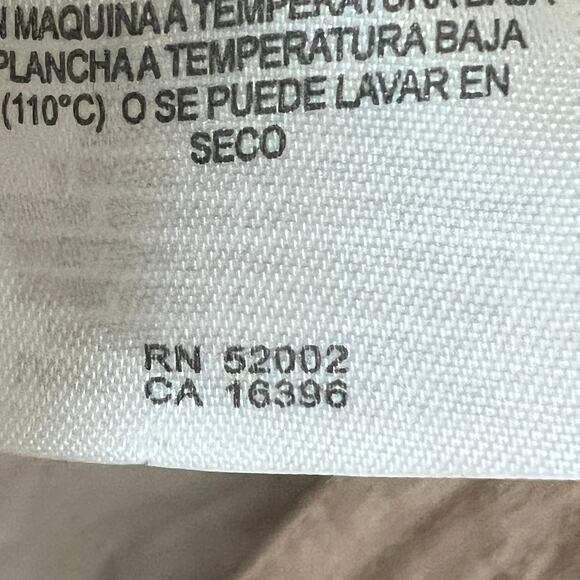 MAQUINA A TEMPERATURA BAJA
PLANCHA A TEMPERATURA BAJA
(110°C) O SE PUEDE LAVAR EN
SECO
RN 52002
CA 16396